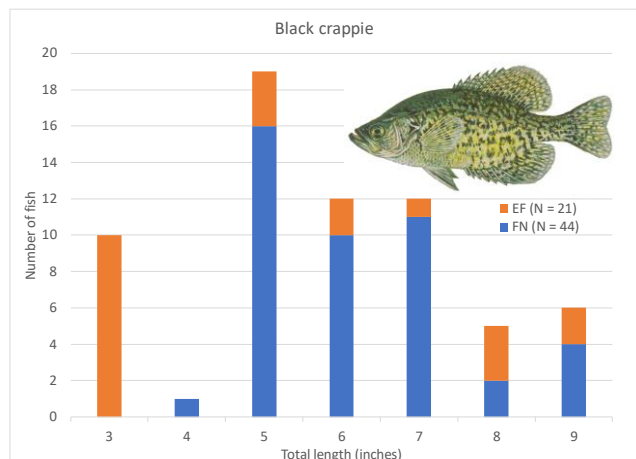 Black crappie
20
18
16
14
12
10
8
6
4
2
0
Number of fish
EF (N = 21)
FN (N = 44)
3 4 5 6 7 8 9
Total length (inches)